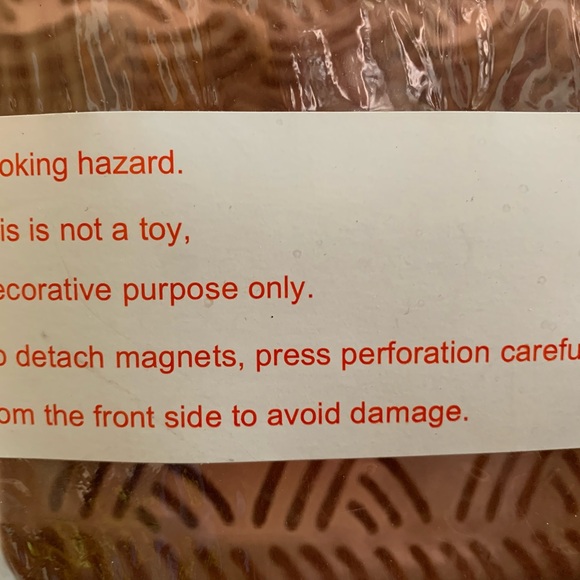 oking hazard.
is is not a toy,
ecorative purpose only.
o detach magnets, press perforation carefu
om the front side to avoid damage.